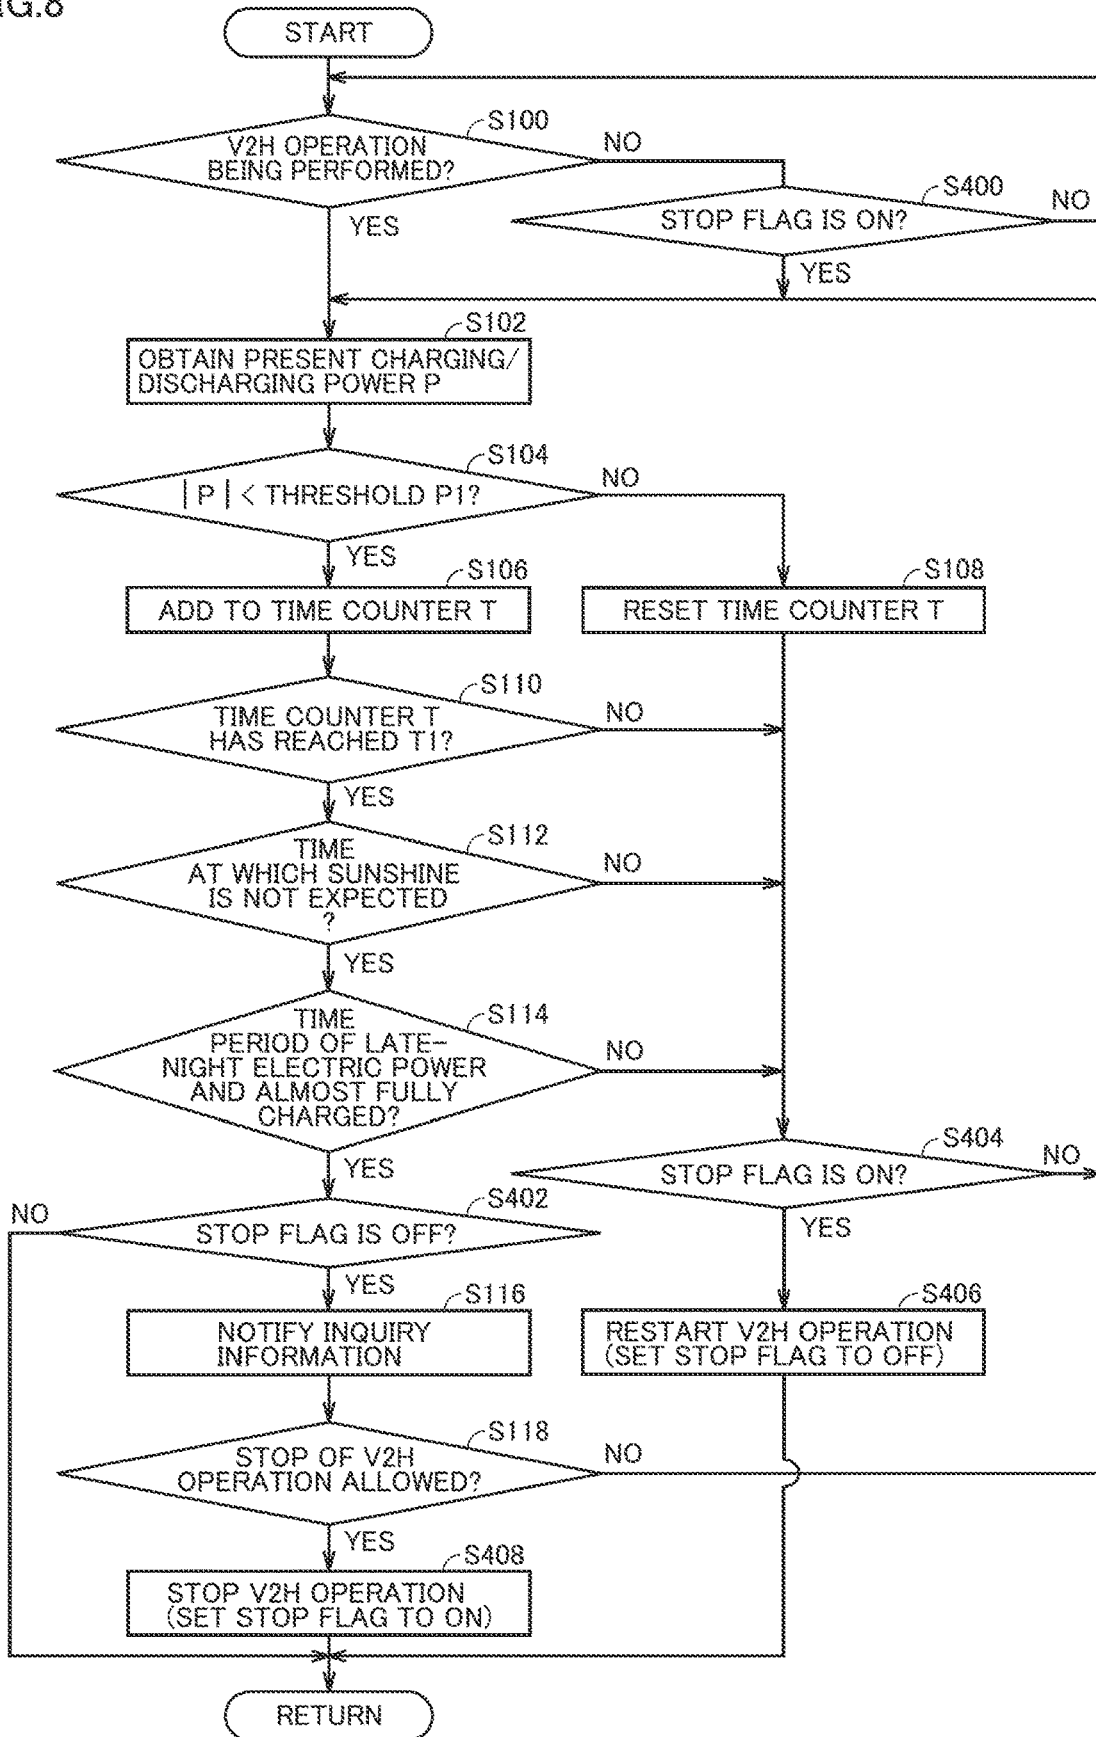 FIG.8
START
S100
V2H OPERATION
BEING PERFORMED?
NO
YES
S400
STOP FLAG IS ON?
NO
YES
S102
OBTAIN PRESENT CHARGING/
DISCHARGING POWER P
S104
|P| < THRESHOLD P1?
NO
YES
S106
ADD TO TIME COUNTER T
S108
RESET TIME COUNTER T
S110
TIME COUNTER T
HAS REACHED T1?
NO
YES
S112
TIME
AT WHICH SUNSHINE
IS NOT EXPECTED
?
NO
YES
S114
TIME
PERIOD OF LATE-
NIGHT ELECTRIC POWER
AND ALMOST FULLY
CHARGED?
NO
YES
S404
STOP FLAG IS ON?
NO
YES
S402
STOP FLAG IS OFF?
NO
YES
S116
NOTIFY INQUIRY
INFORMATION
S406
RESTART V2H OPERATION
(SET STOP FLAG TO OFF)
S118
STOP OF V2H
OPERATION ALLOWED?
NO
YES
S408
STOP V2H OPERATION
(SET STOP FLAG TO ON)
RETURN